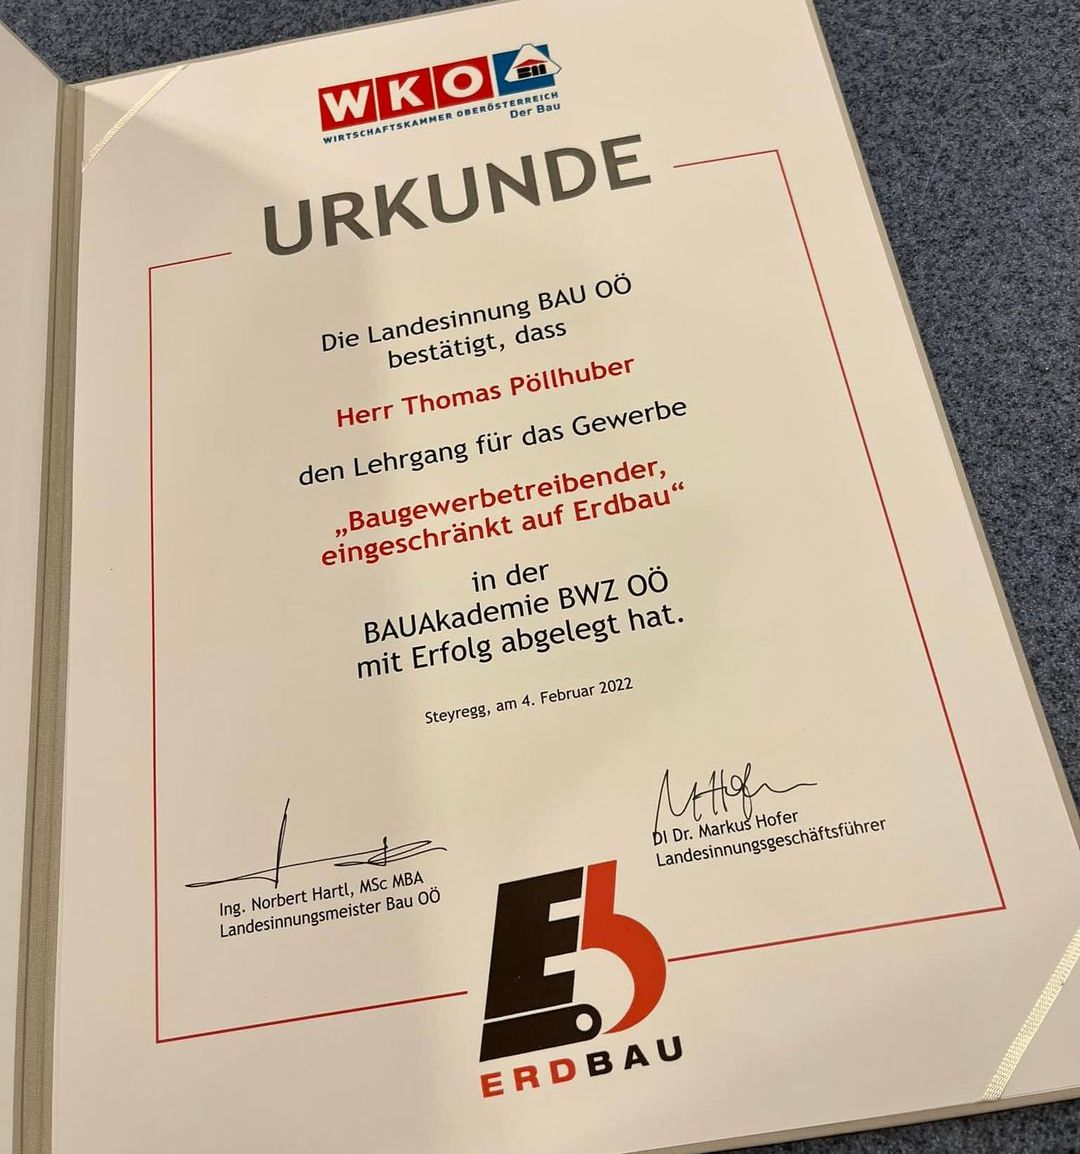 WKO
WIRTSCHAFTSKAMMER OBERÖSTERREICH
Der Bau
URKUNDE
Die Landesinnung BAU OÖ
bestätigt, dass
Herr Thomas Pöllhuber
den Lehrgang für das Gewerbe
„Baugewerbetreibender,
eingeschränkt auf Erdbau“
in der
BAUAkademie BWZ OÖ
mit Erfolg abgelegt hat.
Steyregg, am 4. Februar 2022
Ing. Norbert Hartl, MSc MBA
Landesinnungsmeister Bau OÖ
DI Dr. Markus Hofer
Landesinnungsgeschäftsführer
Eb
ERDBAU